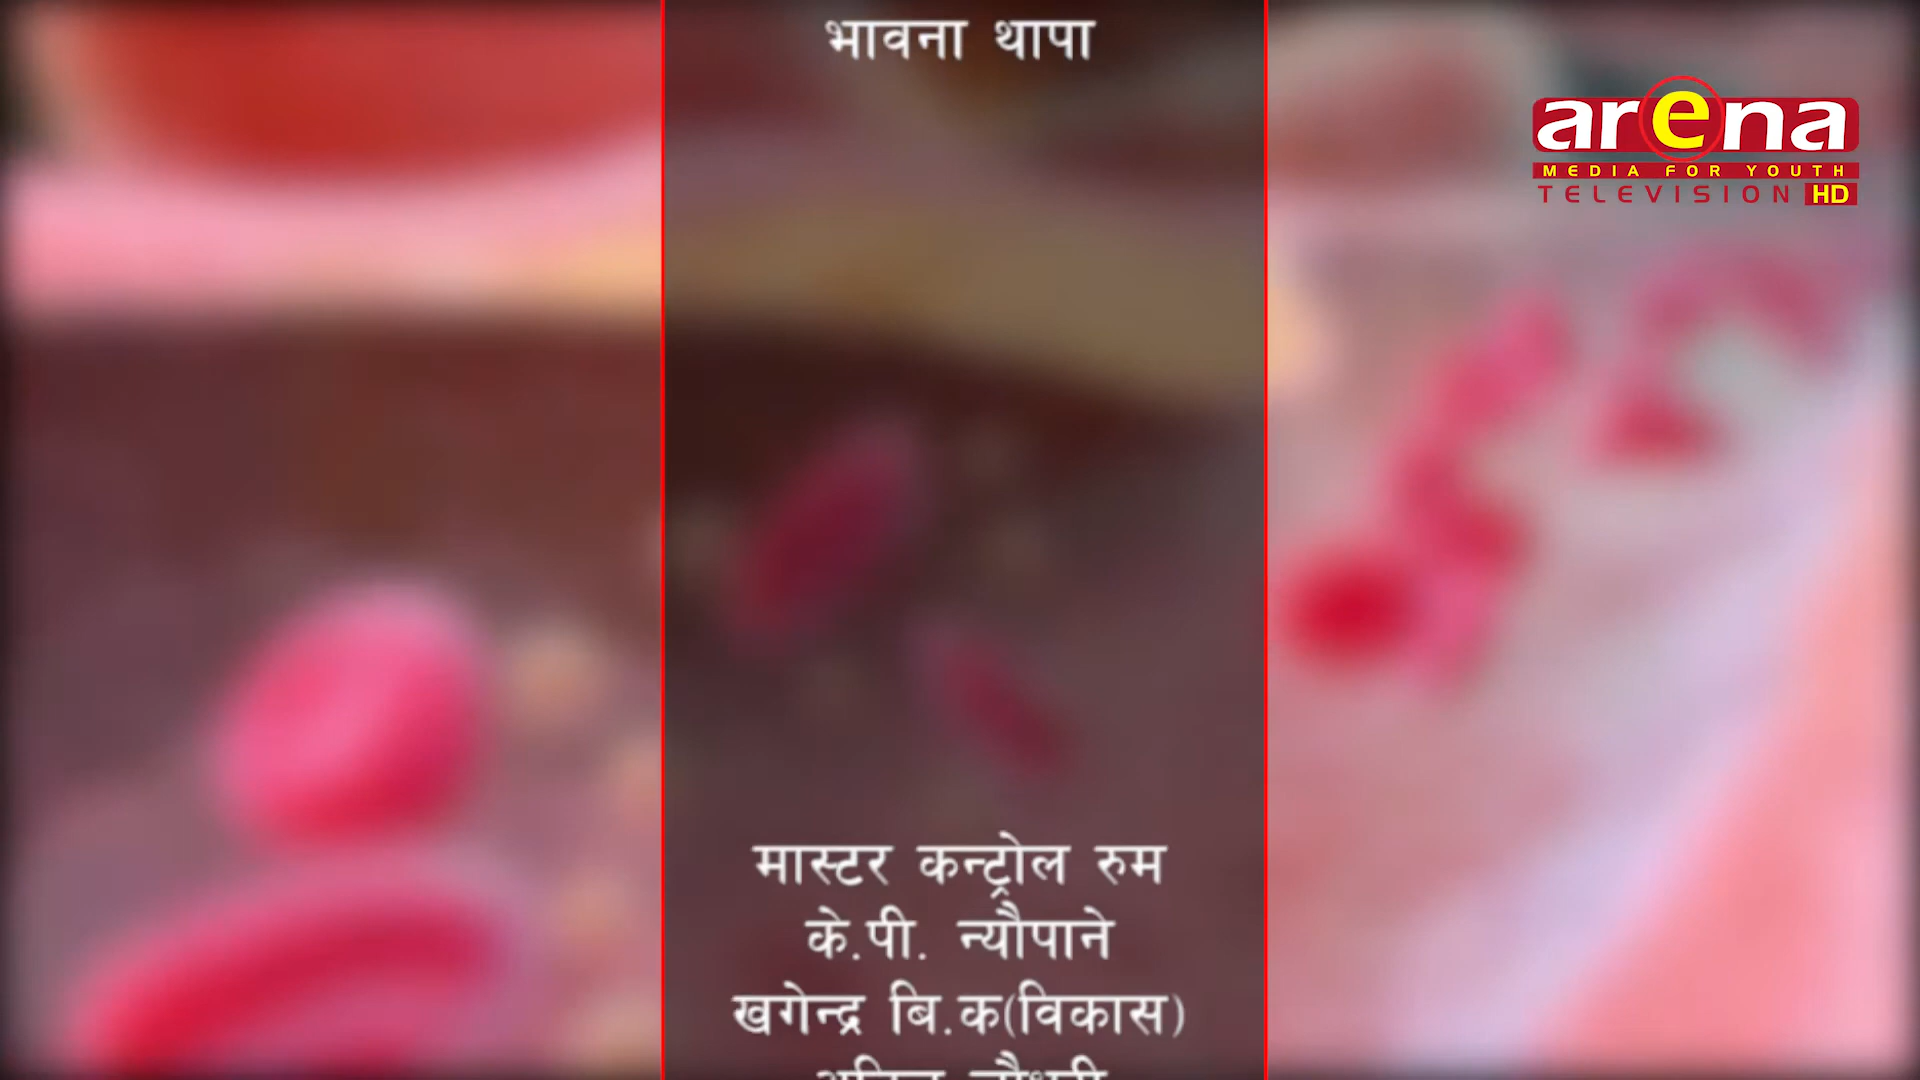 भावना थापा
arena
MEDIA FOR YOUTH
TELEVISION HD
मास्टर कन्ट्रोल रुम
के.पी. न्यौपाने
खगेन्द्र बि.क(विकास)